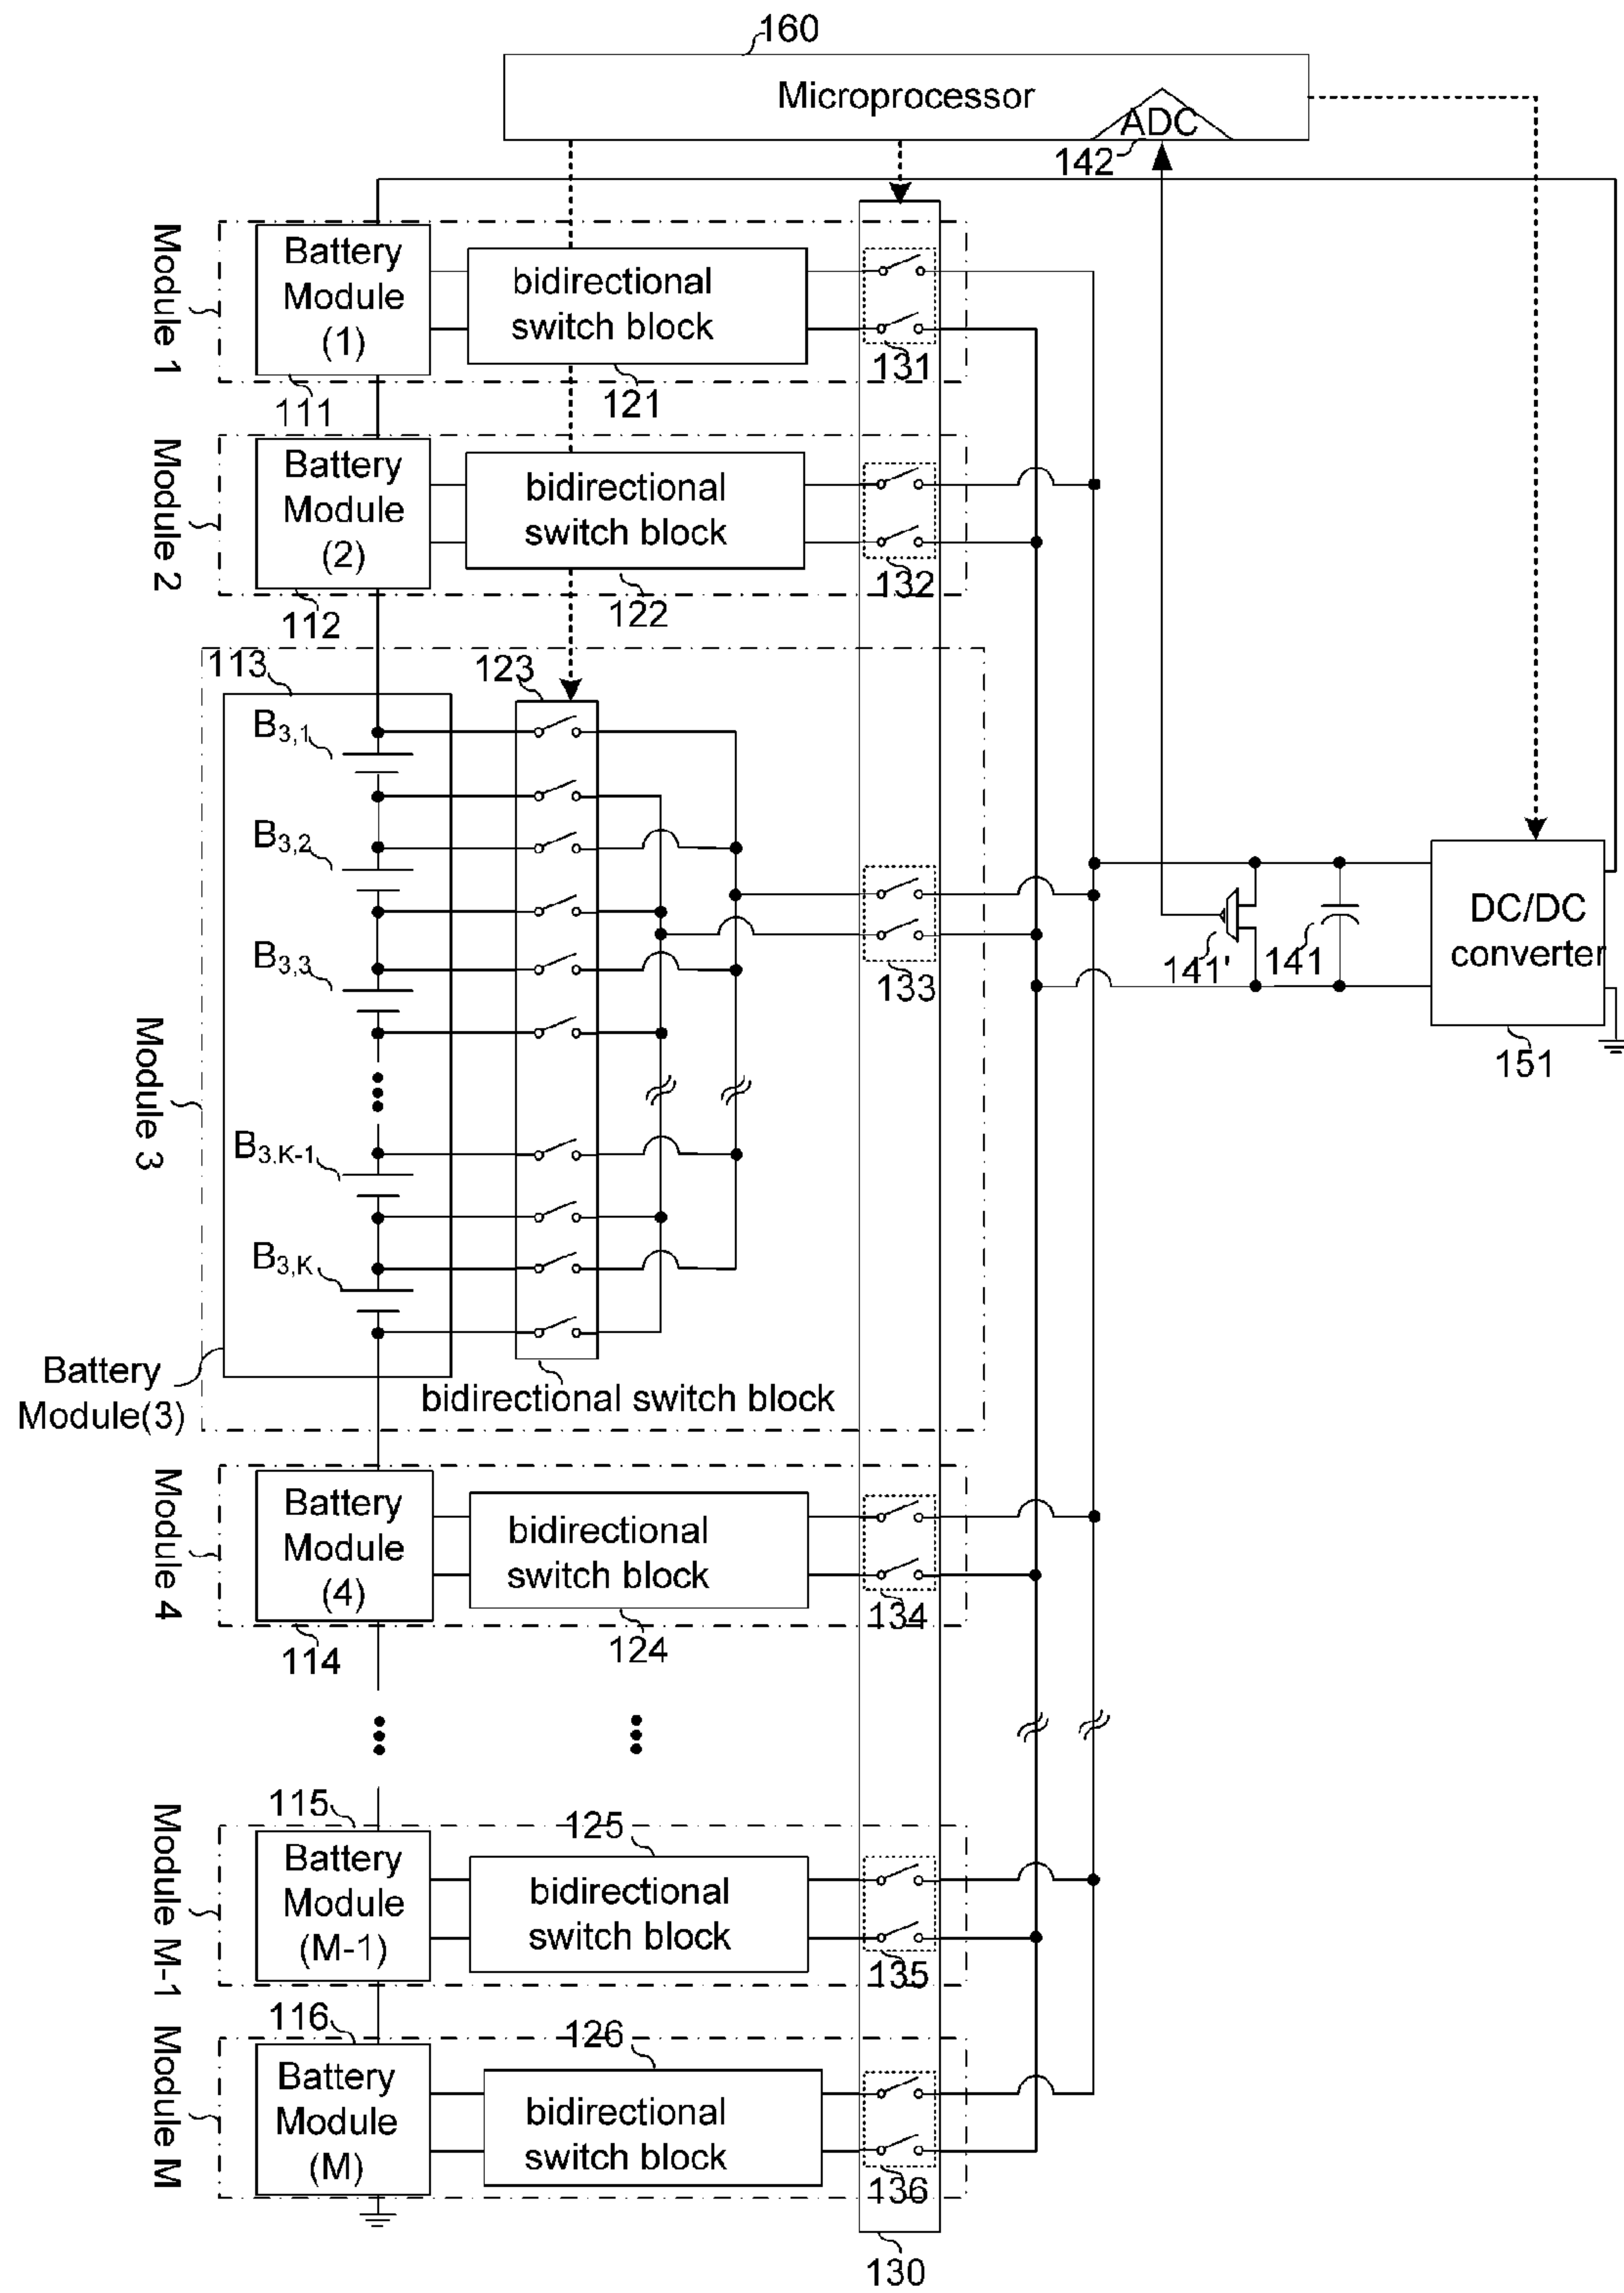 160
Microprocessor
ADC
142
Module 1
Battery
Module
(1)
bidirectional
switch block
131
111
121
Module 2
Battery
Module
(2)
bidirectional
switch block
132
112
122
113
123
B3,1
B3,2
B3,3
B3,K-1
B3,K
Module 3
133
141'
141
DC/DC
converter
151
Battery
Module(3)
bidirectional switch block
Module 4
Battery
Module
(4)
bidirectional
switch block
134
114
124
115
125
Module M-1
Battery
Module
(M-1)
bidirectional
switch block
135
116
126
Module M
Battery
Module
(M)
bidirectional
switch block
136
130